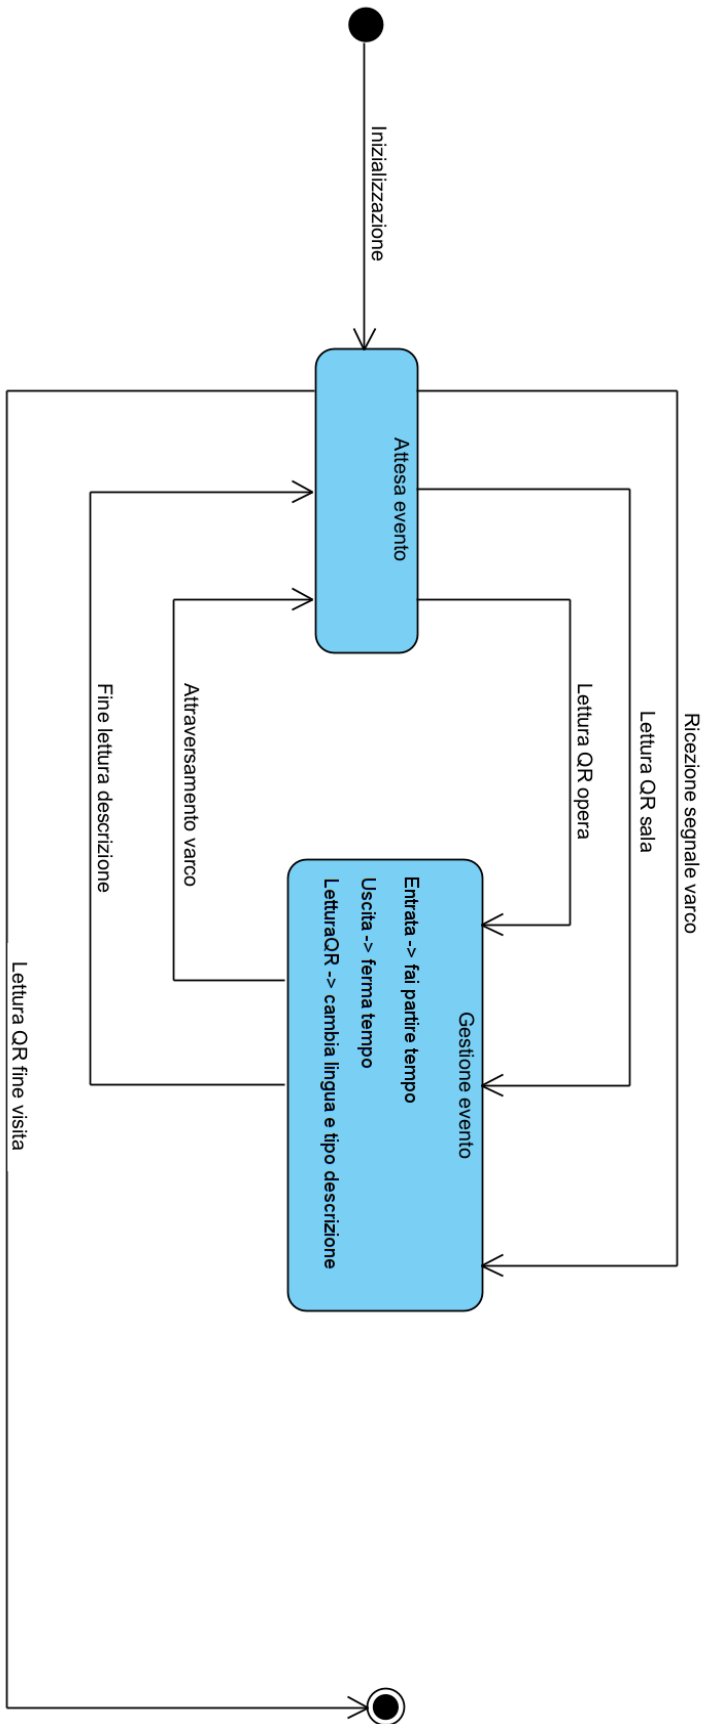 Ricezione segnale varco
Lettura QR sala
Lettura QR opera
Inizializzazione
Attesa evento
Gestione evento
Entrata -> fai partire tempo
Uscita -> ferma tempo
LetturaQR -> cambia lingua e tipo descrizione
Attraversamento varco
Fine lettura descrizione
Lettura QR fine visita